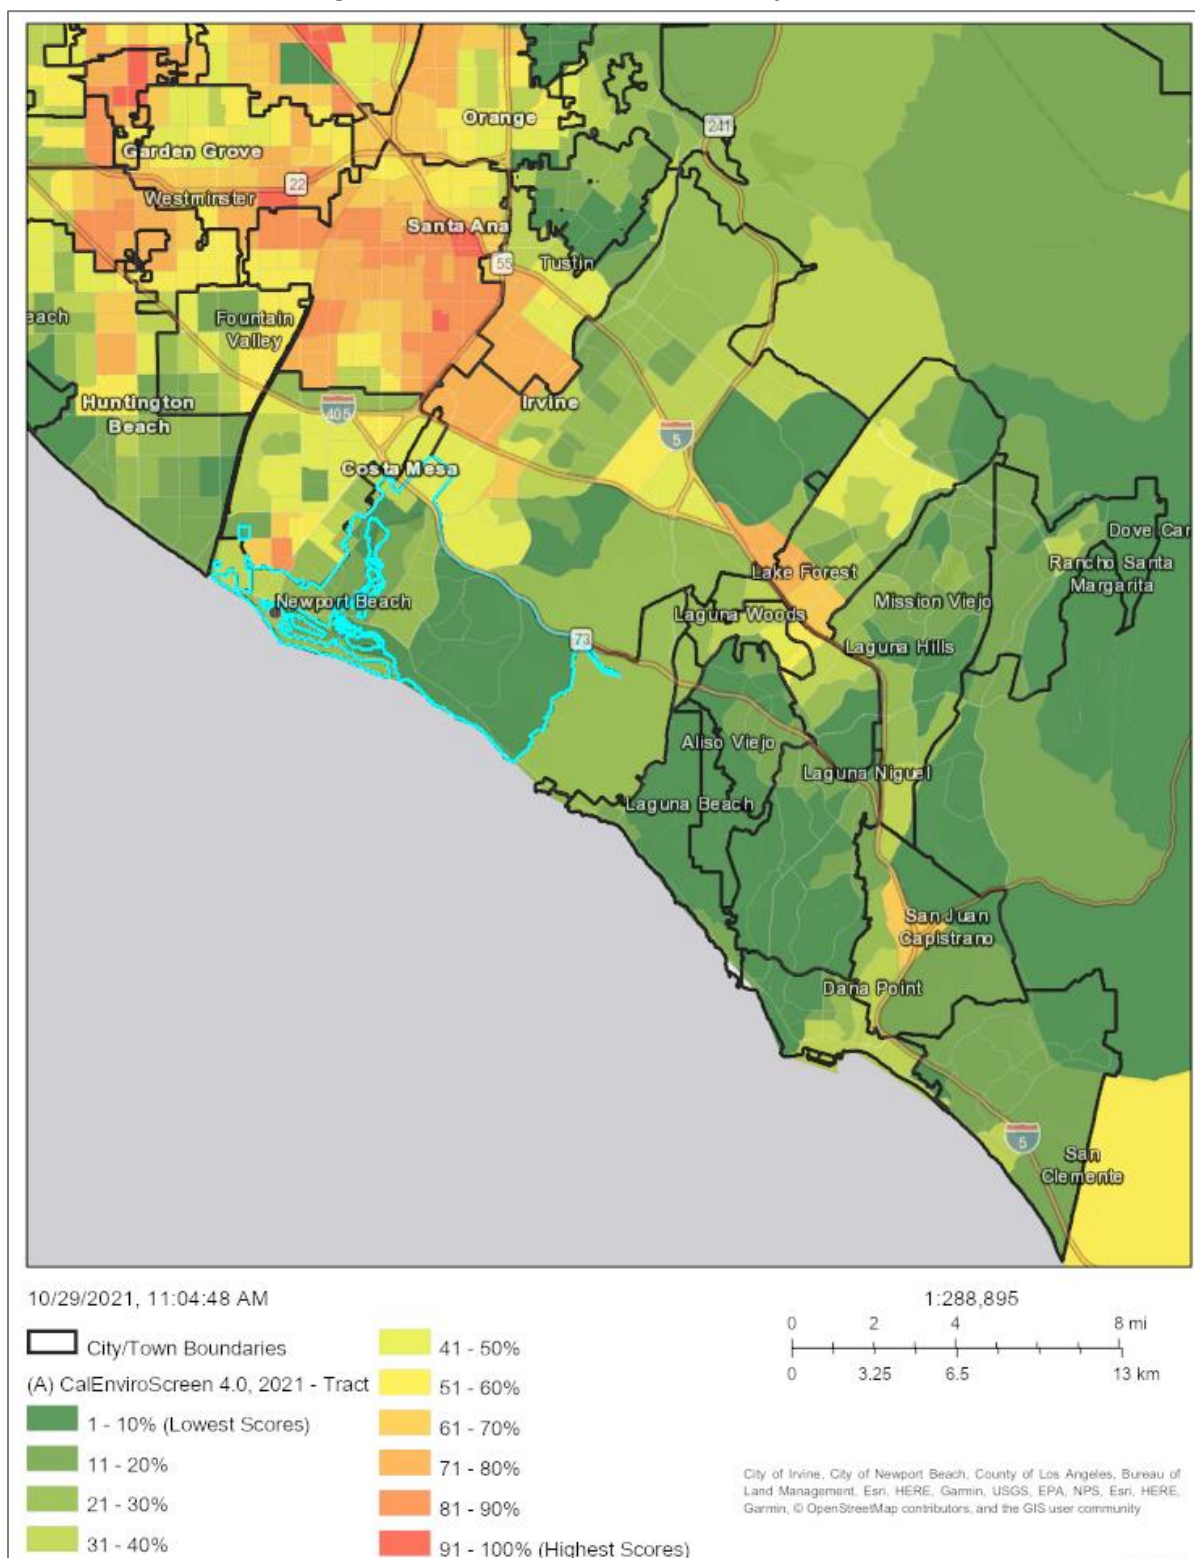 241
Orange
Garden Grove
22
Westminster
Santa Ana
55
Tustin
each
Fountain
Valley
Huntington
Beach
405
Irvine
5
Costa Mesa
Dove Can
Rancho Santa
Margarita
Lake Forest
Newport Beach
Mission Viejo
Laguna Woods
73
Laguna Hills
Aliso Viejo
Laguna Niguel
Laguna Beach
San Juan
Capistrano
Dana Point
5
San
Clemente
10/29/2021, 11:04:48 AM
City/Town Boundaries
(A) CalEnviroScreen 4.0, 2021 - Tract
1 - 10% (Lowest Scores)
11 - 20%
21 - 30%
31 - 40%
41 - 50%
51 - 60%
61 - 70%
71 - 80%
81 - 90%
91 - 100% (Highest Scores)
1:288,895
0 2 4 8 mi
0 3.25 6.5 13 km
City of Irvine, City of Newport Beach, County of Los Angeles, Bureau of
Land Management, Esri, HERE, Garmin, USGS, EPA, NPS, Esri, HERE,
Garmin, © OpenStreetMap contributors, and the GIS user community